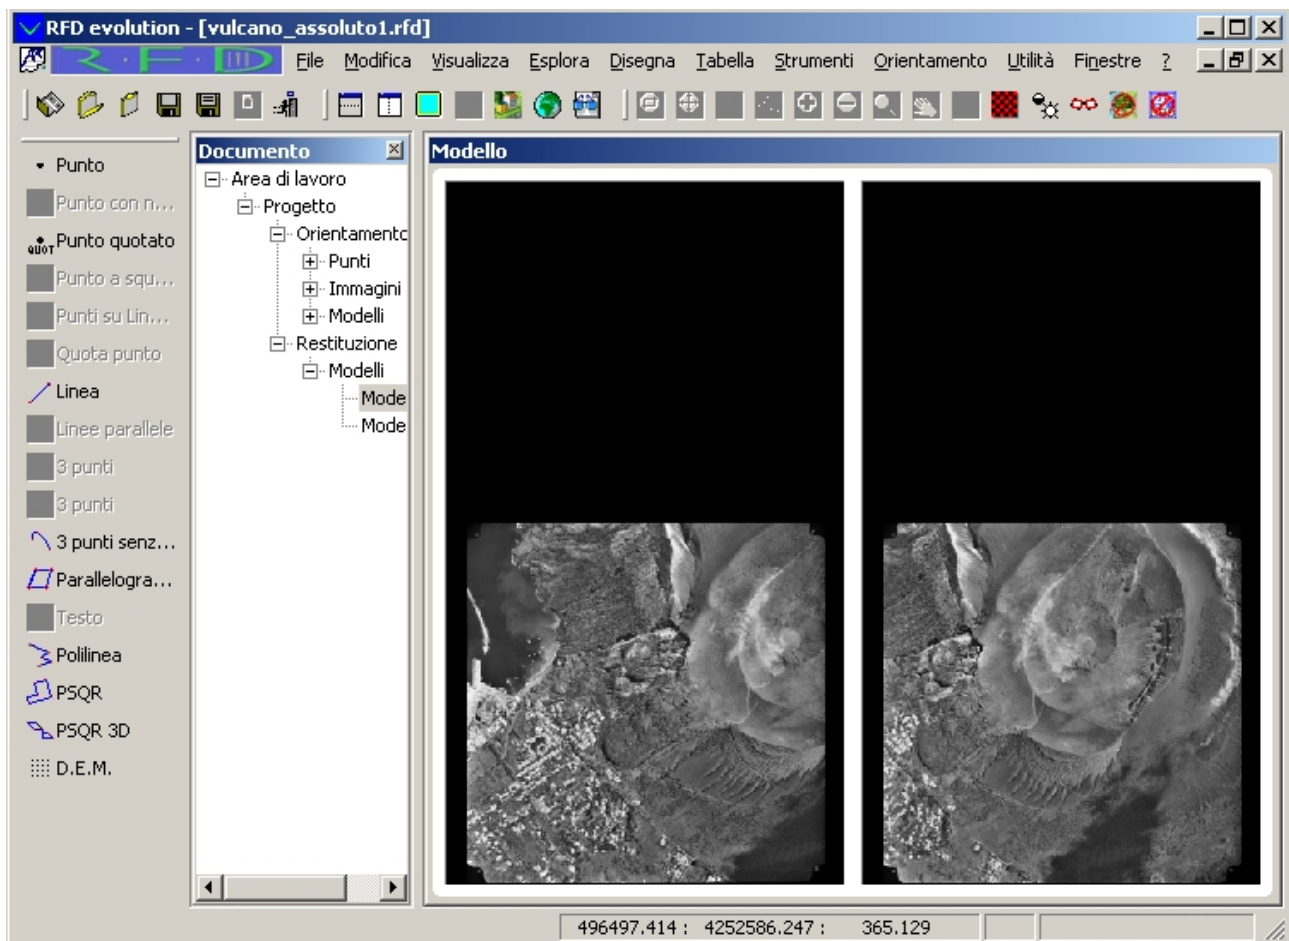 RFD evolution - [vulcano_assoluto1.rfd]
R·F·D File Modifica Visualizza Esplora Disegna Tabella Strumenti Orientamento Utilità Finestre ?
Punto
Punto con n...
QUOT Punto quotato
Punto a squ...
Punti su Lin...
Quota punto
Linea
Linee parallele
3 punti
3 punti
3 punti senz...
Parallelogra...
Testo
Polilinea
PSQR
PSQR 3D
D.E.M.
Documento
Area di lavoro
Progetto
Orientamento
Punti
Immagini
Modelli
Restituzione
Modelli
Mode
Mode
Modello
496497.414 : 4252586.247 : 365.129